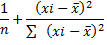 1/n + (xi − x̄)² / ∑ (xi − x̄)²